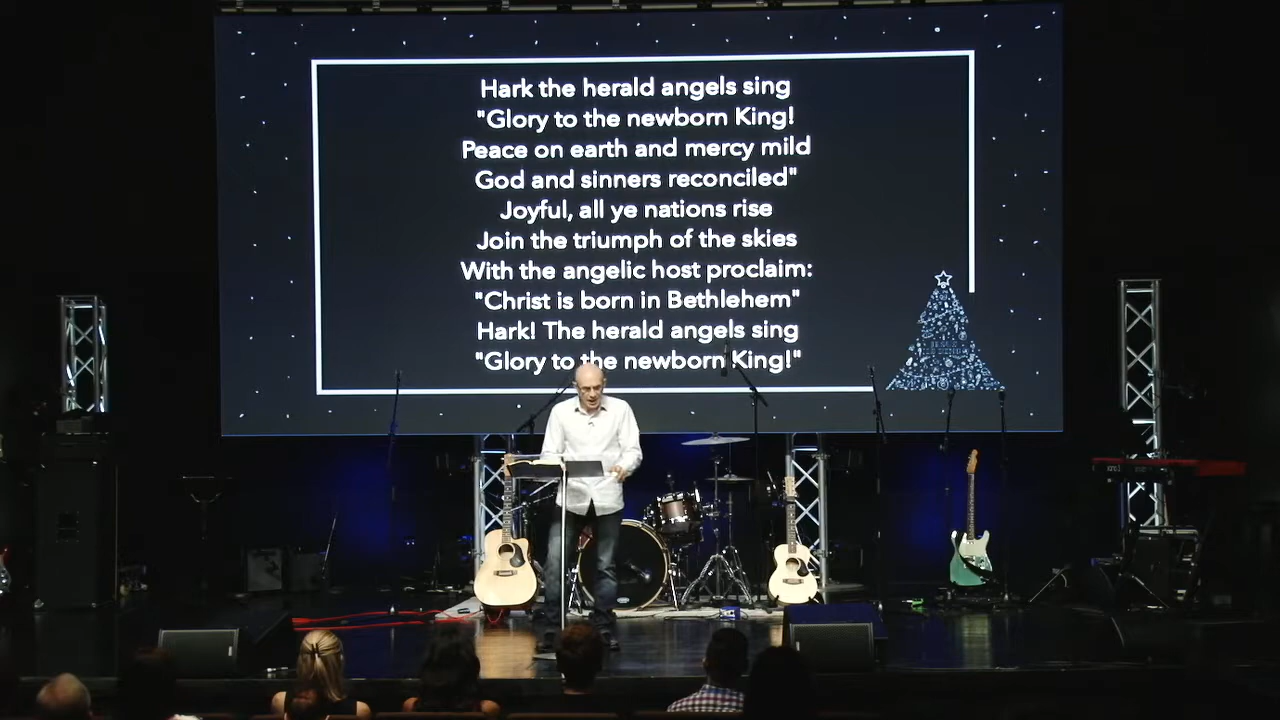 Hark the herald angels sing
"Glory to the newborn King!
Peace on earth and mercy mild
God and sinners reconciled"
Joyful, all ye nations rise
Join the triumph of the skies
With the angelic host proclaim:
"Christ is born in Bethlehem"
Hark! The herald angels sing
"Glory to the newborn King!"